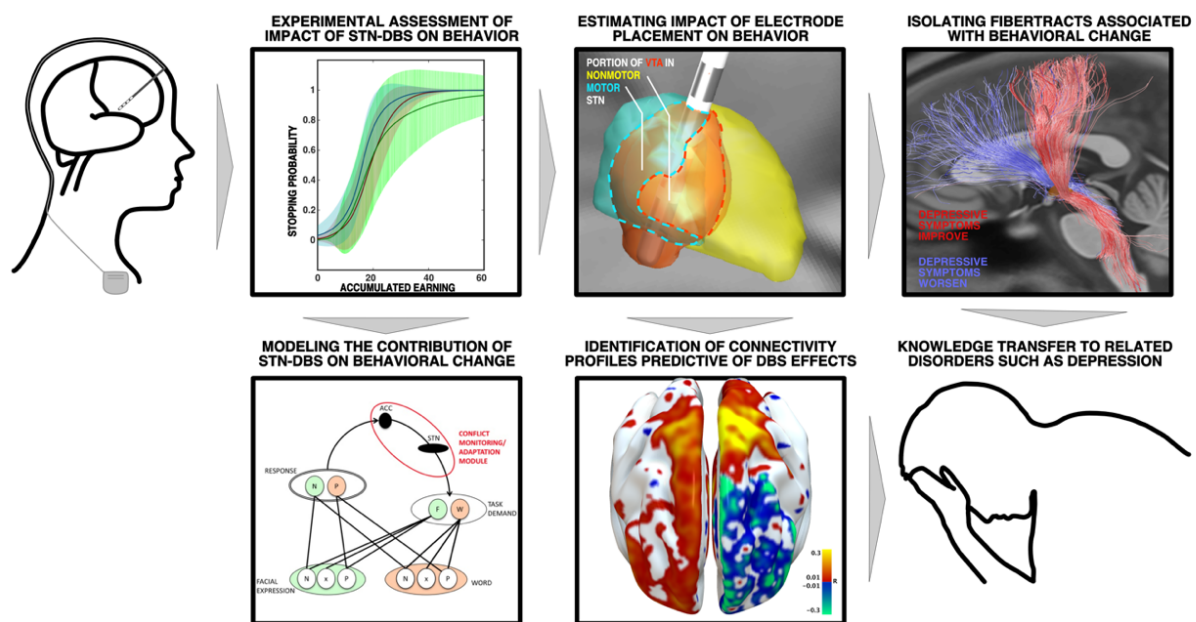 EXPERIMENTAL ASSESSMENT OF
IMPACT OF STN-DBS ON BEHAVIOR
STOPPING PROBABILITY
1
0.8
0.6
0.4
0.2
0
0
20
40
60
ACCUMULATED EARNING
ESTIMATING IMPACT OF ELECTRODE
PLACEMENT ON BEHAVIOR
PORTION OF VTA IN
NONMOTOR
MOTOR
STN
ISOLATING FIBERTRACTS ASSOCIATED
WITH BEHAVIORAL CHANGE
DEPRESSIVE
SYMPTOMS
IMPROVE
DEPRESSIVE
SYMPTOMS
WORSEN
MODELING THE CONTRIBUTION OF
STN-DBS ON BEHAVIORAL CHANGE
ACC
STN
CONFLICT
MONITORING/
ADAPTATION
MODULE
RESPONSE
N P
F W
TASK
DEMAND
FACIAL
EXPRESSION
N x P
N x P
WORD
IDENTIFICATION OF CONNECTIVITY
PROFILES PREDICTIVE OF DBS EFFECTS
0.3
0.01
-0.01
-0.3
R
KNOWLEDGE TRANSFER TO RELATED
DISORDERS SUCH AS DEPRESSION